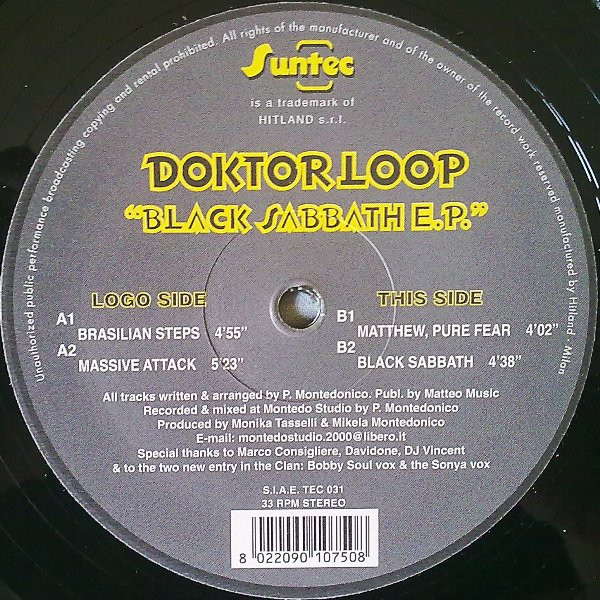 Unauthorized public performance broadcasting copying and rental prohibited. All rights of the manufacturer and of the owner of the record work reserved manufactured by Hitland - Milan
Suntec
is a trademark of
HITLAND s.r.l.
DOKTOR LOOP
"BLACK SABBATH E.P."
LOGO SIDE
A1
BRASILIAN STEPS 4'55"
A2
MASSIVE ATTACK 5'23"
THIS SIDE
B1
MATTHEW, PURE FEAR 4'02"
B2
BLACK SABBATH 4'38"
All tracks written & arranged by P. Montedonico. Publ. by Matteo Music
Recorded & mixed at Montedo Studio by P. Montedonico
Produced by Monika Tasselli & Mikela Montedonico
E-mail: montedostudio.2000@libero.it
Special thanks to Marco Consigliere, Davidone, DJ Vincent
& to the two new entry in the Clan: Bobby Soul vox & the Sonya vox
S.I.A.E. TEC 031
33 RPM STEREO
8 022090 107508